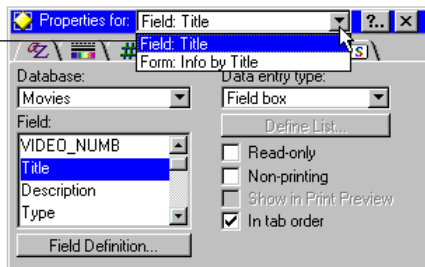 Properties for: Field: Title
?..
Field: Title
Form: Info by Title
a Z
#
S
Database:
Data entry type:
Movies
Field box
Field:
Define List...
VIDEO_NUMB
Title
Description
Type
Read-only
Non-printing
Show in Print Preview
In tab order
Field Definition...